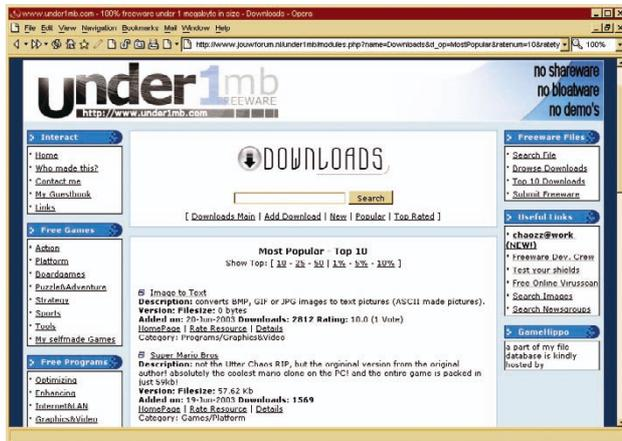 www.under1mb.com - 100% freeware under 1 megabyte in size - Downloads - Opera
File Edit View Navigation Bookmarks Mail Window Help
http://www.jouwforum.nl/under1mb/modules.php?name=Downloads&d_op=MostPopular&ratenum=10&ratety
100%
under1mb
FREEWARE
http://www.under1mb.com
no shareware
no bloatware
no demo's
Interact
Home
Who made this?
Contact me
My Guestbook
Links
Free Games
Action
Platform
Boardgames
Puzzle&Adventure
Strategy
Sports
Tools
My selfmade Games
Free Programs
Optimizing
Enhancing
Internet&LAN
Graphics&Video
DOWNLOADS
Search
[ Downloads Main | Add Download | New | Popular | Top Rated ]
Most Popular - Top 10
Show Top: [ 10 - 25 - 50 | 1% - 5% - 10% ]
Image to Text
Description: converts BMP, GIF or JPG images to text pictures (ASCII made pictures).
Version: Filesize: 0 bytes
Added on: 20-Jun-2003 Downloads: 2812 Rating: 10.0 (1 Vote)
HomePage | Rate Resource | Details
Category: Programs/Graphics&Video
Super Mario Bros
Description: not the Utter Chaos RIP, but the orginional version from the original
author! absolutely the coolest mario clone on the PC! and the entire game is packed in
just 59kb!
Version: Filesize: 57.62 Kb
Added on: 19-Jun-2003 Downloads: 1569
HomePage | Rate Resource | Details
Category: Games/Platform
Freeware Files
Search File
Browse Downloads
Top 10 Downloads
Submit Freeware
Useful Links
chaozz@work
(NEW!)
Freeware Dev. Crew
Test your shields
Free Online Virusscan
Search Images
Search Newsgroups
GameHippo
a part of my file
database is kindly
hosted by